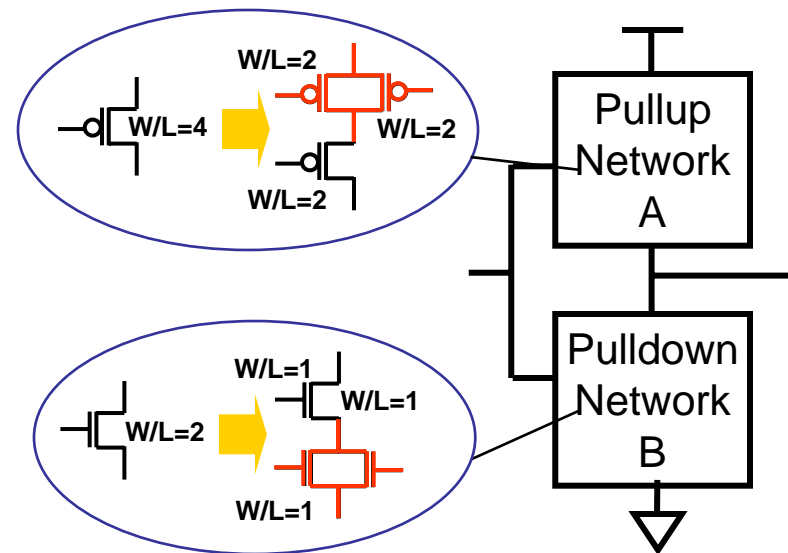 W/L=2
W/L=4
W/L=2
W/L=2
Pullup
Network
A
W/L=1
W/L=2
W/L=1
W/L=1
Pulldown
Network
B